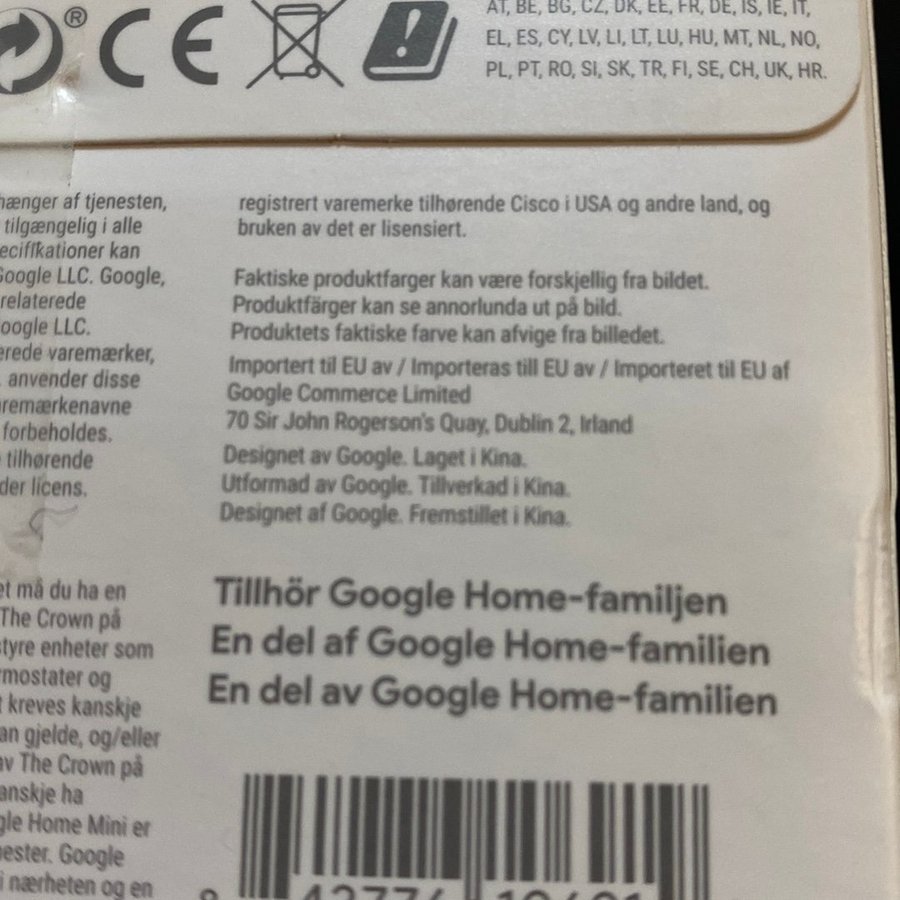 ® CE
AT, BE, BG, CZ, DK, EE, FR, DE, IS, IE, IT,
EL, ES, CY, LV, LI, LT, LU, HU, MT, NL, NO,
PL, PT, RO, SI, SK, TR, FI, SE, CH, UK, HR.
hænger af tjenesten,
tilgængelig i alle
ecifikationer kan
Google LLC. Google,
relaterede
oogle LLC.
erede varemærker,
anvender disse
aremærkenavne
forbeholdes.
tilhørende
der licens.
registrert varemerke tilhørende Cisco i USA og andre land, og
bruken av det er lisensiert.
Faktiske produktfarger kan være forskjellig fra bildet.
Produktfärger kan se annorlunda ut på bild.
Produktets faktiske farve kan afvige fra billedet.
Importert til EU av / Importeras till EU av / Importeret til EU af
Google Commerce Limited
70 Sir John Rogerson's Quay, Dublin 2, Irland
Designet av Google. Laget i Kina.
Utformad av Google. Tillverkad i Kina.
Designet af Google. Fremstillet i Kina.
et må du ha en
The Crown på
tyre enheter som
mostater og
t kreves kanskje
an gjelde, og/eller
av The Crown på
anskje ha
gle Home Mini er
ester. Google
i nærheten og en
Tillhör Google Home-familjen
En del af Google Home-familien
En del av Google Home-familien